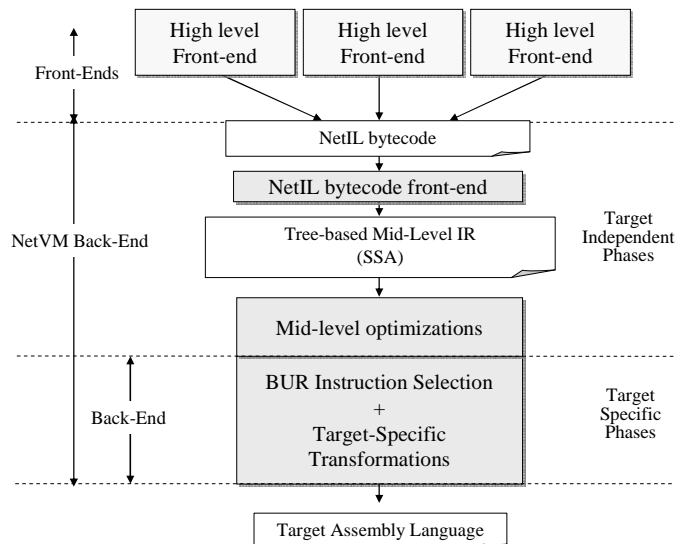 High level
Front-end
High level
Front-end
High level
Front-end
Front-Ends
NetIL bytecode
NetIL bytecode front-end
NetVM Back-End
Tree-based Mid-Level IR
(SSA)
Target
Independent
Phases
Mid-level optimizations
Back-End
BUR Instruction Selection
+
Target-Specific
Transformations
Target
Specific
Phases
Target Assembly Language